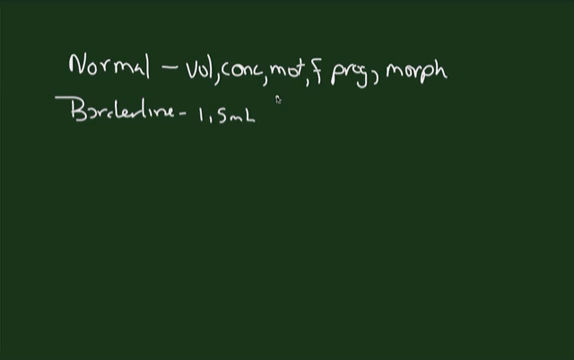 Normal - vol, conc, mot, f prog, morph
Borderline - 1.5mL